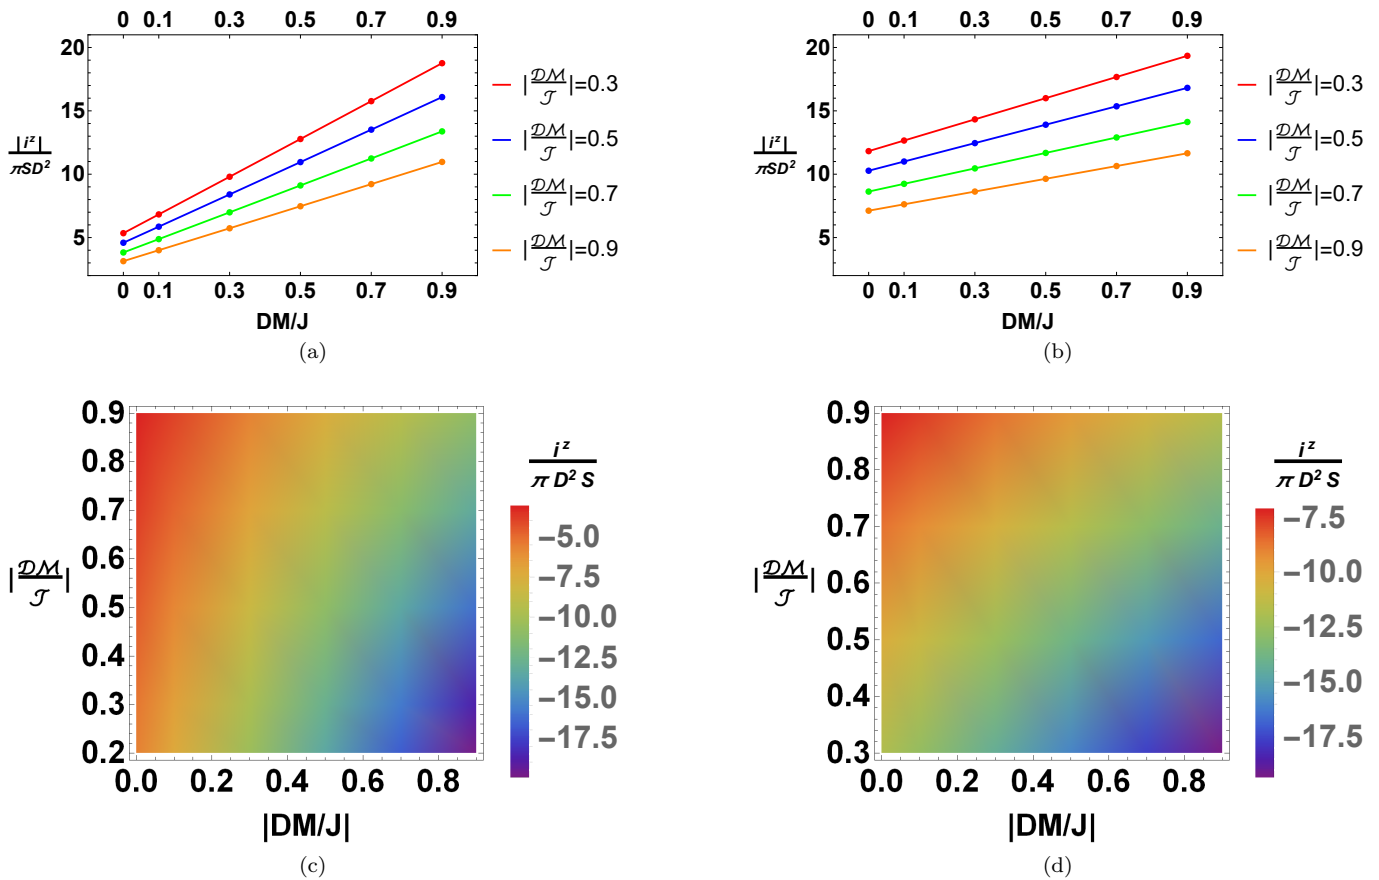 0 0.1 0.3 0.5 0.7 0.9
20
15
10
5
|i^z|
πSD²
0 0.1 0.3 0.5 0.7 0.9
DM/J
|𝒟ℳ/𝒥|=0.3
|𝒟ℳ/𝒥|=0.5
|𝒟ℳ/𝒥|=0.7
|𝒟ℳ/𝒥|=0.9
(a)
0 0.1 0.3 0.5 0.7 0.9
20
15
10
5
|i^z|
πSD²
0 0.1 0.3 0.5 0.7 0.9
DM/J
|𝒟ℳ/𝒥|=0.3
|𝒟ℳ/𝒥|=0.5
|𝒟ℳ/𝒥|=0.7
|𝒟ℳ/𝒥|=0.9
(b)
0.9
0.8
0.7
0.6
0.5
0.4
0.3
0.2
|𝒟ℳ/𝒥|
0.0 0.2 0.4 0.6 0.8
|DM/J|
i^z
π D² S
−5.0
−7.5
−10.0
−12.5
−15.0
−17.5
(c)
0.9
0.8
0.7
0.6
0.5
0.4
0.3
|𝒟ℳ/𝒥|
0.0 0.2 0.4 0.6 0.8
|DM/J|
i^z
π D² S
−7.5
−10.0
−12.5
−15.0
−17.5
(d)